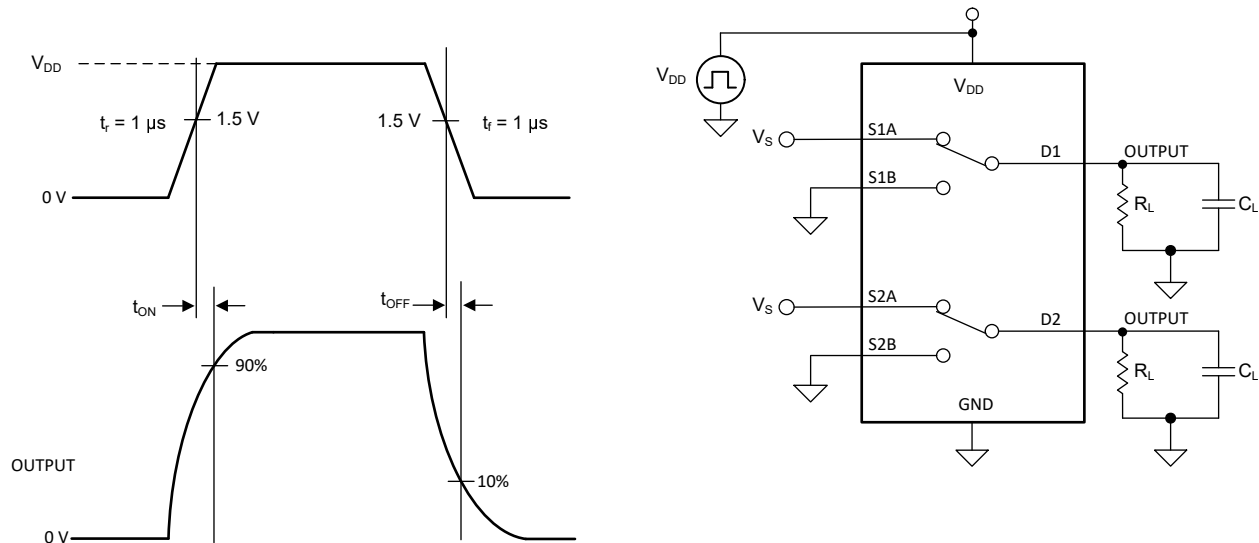 VDD
tr = 1 µs
1.5 V
1.5 V
tf = 1 µs
0 V
tON
tOFF
90%
OUTPUT
10%
0 V
VDD
VDD
VS
S1A
D1
OUTPUT
S1B
RL
CL
VS
S2A
D2
OUTPUT
S2B
RL
CL
GND